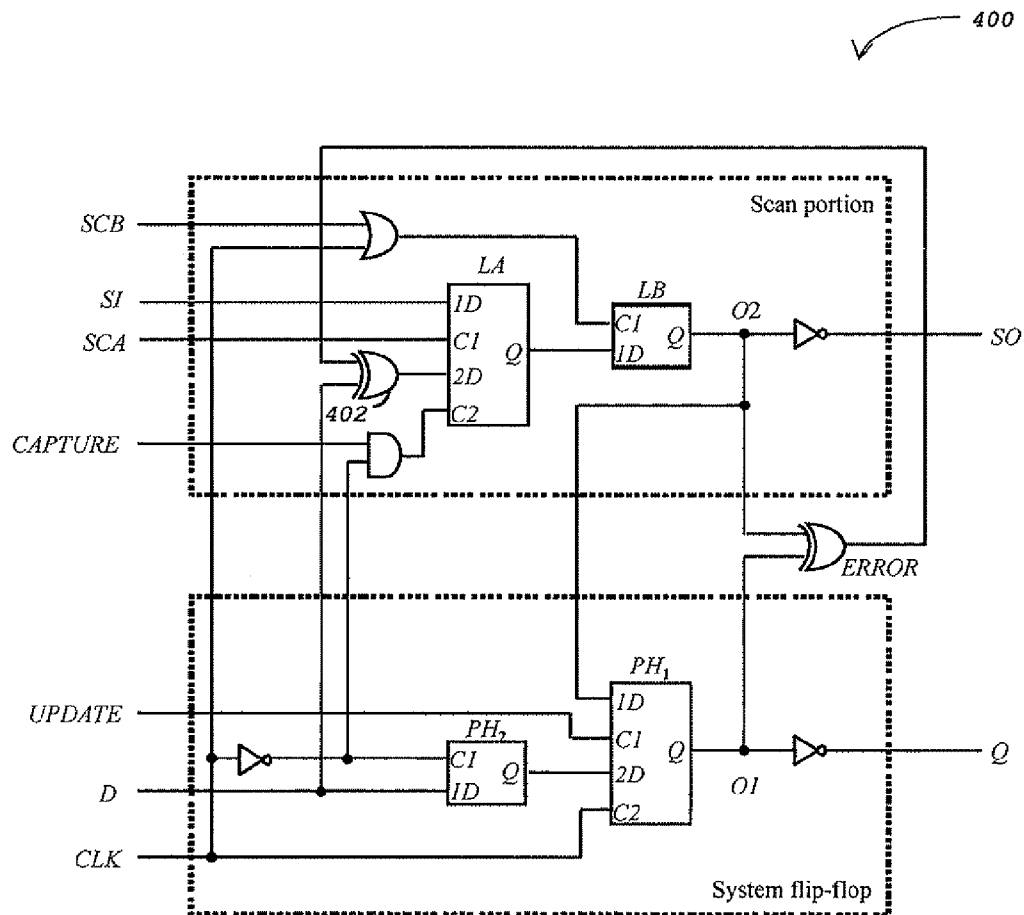 400
Scan portion
SCB
LA
SI
1D
LB
O2
C1
SCA
C1
Q
1D
Q
SO
2D
402
C2
CAPTURE
ERROR
PH₁
1D
UPDATE
PH₂
C1
Q
Q
C1
Q
2D
D
1D
O1
C2
CLK
System flip-flop